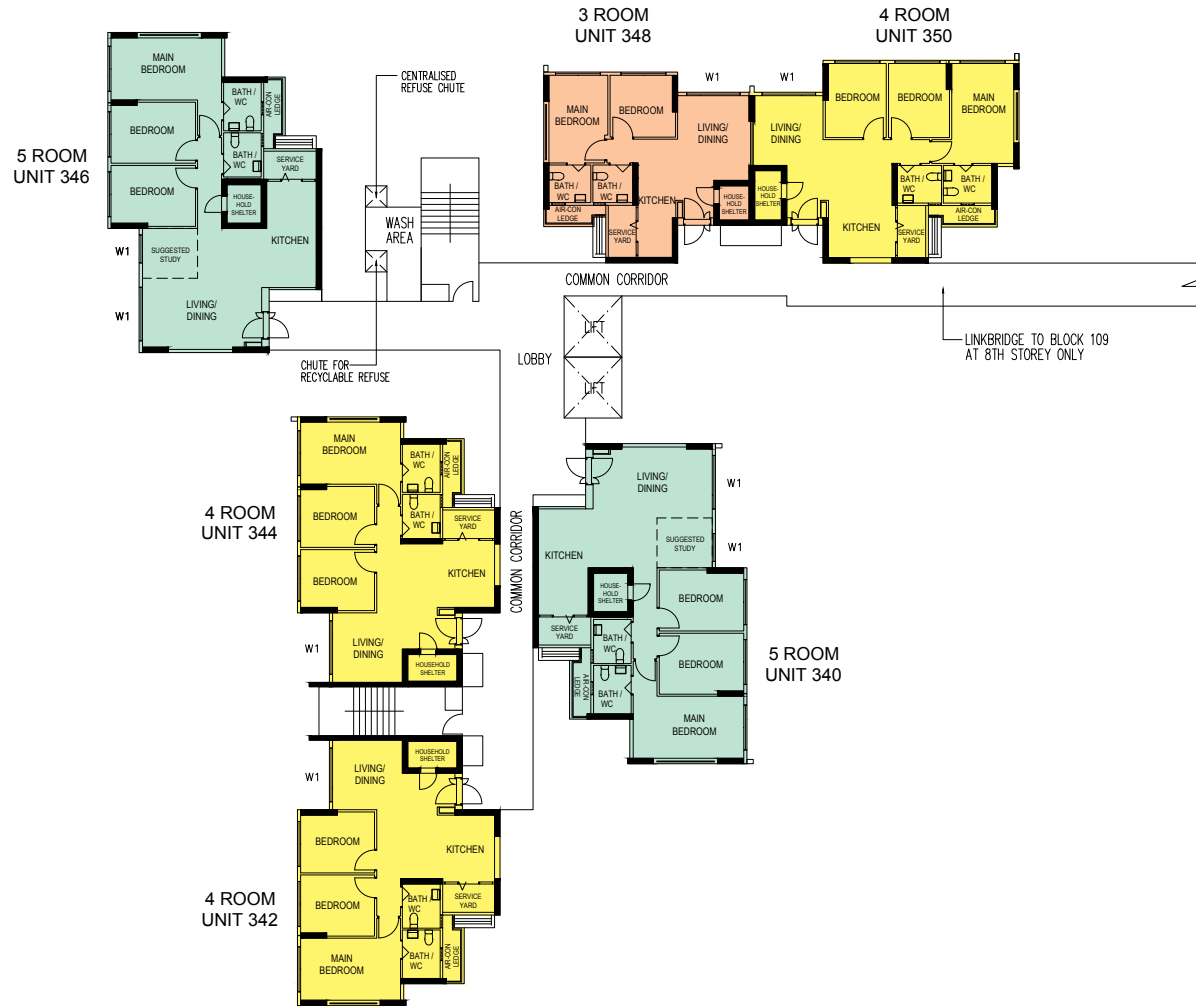 3 ROOM
UNIT 348
4 ROOM
UNIT 350
5 ROOM
UNIT 346
MAIN
BEDROOM
BATH /
WC
AIR-CON
LEDGE
BEDROOM
BATH /
WC
SERVICE
YARD
BEDROOM
HOUSE-
HOLD
SHELTER
KITCHEN
W1
SUGGESTED
STUDY
W1
LIVING/
DINING
CENTRALISED
REFUSE CHUTE
WASH
AREA
CHUTE FOR
RECYCLABLE REFUSE
W1
MAIN
BEDROOM
BEDROOM
LIVING/
DINING
BATH /
WC
BATH /
WC
AIR-CON
LEDGE
KITCHEN
SERVICE
YARD
HOUSE-
HOLD
SHELTER
W1
LIVING/
DINING
BEDROOM
BEDROOM
MAIN
BEDROOM
HOUSE-
HOLD
SHELTER
BATH /
WC
BATH /
WC
AIR-CON
LEDGE
KITCHEN
SERVICE
YARD
COMMON CORRIDOR
LINKBRIDGE TO BLOCK 109
AT 8TH STOREY ONLY
LOBBY
LIFT
LIFT
4 ROOM
UNIT 344
MAIN
BEDROOM
BATH /
WC
AIR-CON
LEDGE
BEDROOM
BATH /
WC
SERVICE
YARD
BEDROOM
KITCHEN
W1
LIVING/
DINING
HOUSEHOLD
SHELTER
COMMON CORRIDOR
5 ROOM
UNIT 340
LIVING/
DINING
W1
SUGGESTED
STUDY
W1
KITCHEN
HOUSE-
HOLD
SHELTER
BEDROOM
SERVICE
YARD
BATH /
WC
BEDROOM
AIR-CON
LEDGE
BATH /
WC
MAIN
BEDROOM
4 ROOM
UNIT 342
W1
LIVING/
DINING
HOUSEHOLD
SHELTER
BEDROOM
KITCHEN
BEDROOM
BATH /
WC
SERVICE
YARD
MAIN
BEDROOM
BATH /
WC
AIR-CON
LEDGE